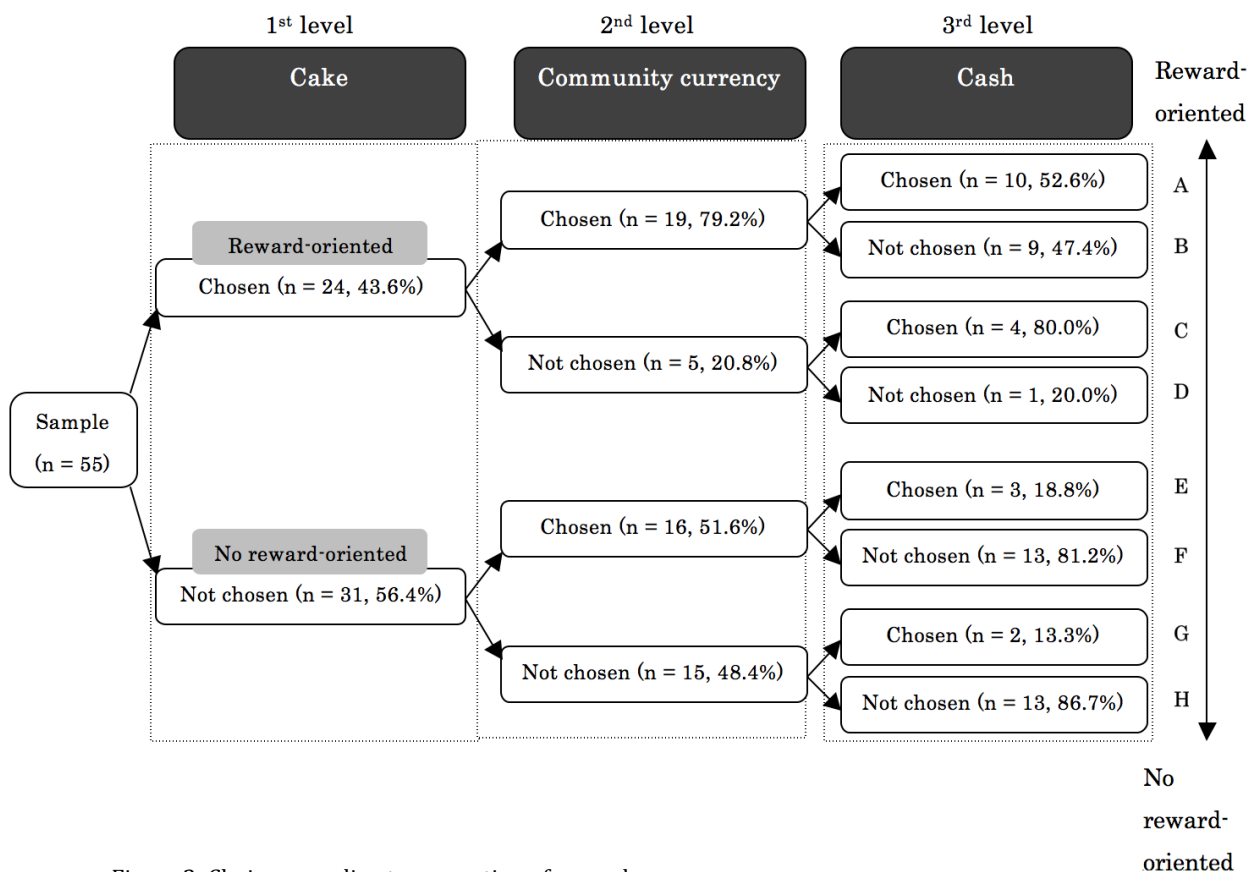 1st level
2nd level
3rd level
Cake
Community currency
Cash
Reward-
oriented
Chosen (n = 10, 52.6%)
A
Chosen (n = 19, 79.2%)
Not chosen (n = 9, 47.4%)
B
Reward-oriented
Chosen (n = 24, 43.6%)
Chosen (n = 4, 80.0%)
C
Not chosen (n = 5, 20.8%)
Not chosen (n = 1, 20.0%)
D
Sample
(n = 55)
Chosen (n = 3, 18.8%)
E
Chosen (n = 16, 51.6%)
No reward-oriented
Not chosen (n = 13, 81.2%)
F
Not chosen (n = 31, 56.4%)
Chosen (n = 2, 13.3%)
G
Not chosen (n = 15, 48.4%)
Not chosen (n = 13, 86.7%)
H
No
reward-
oriented